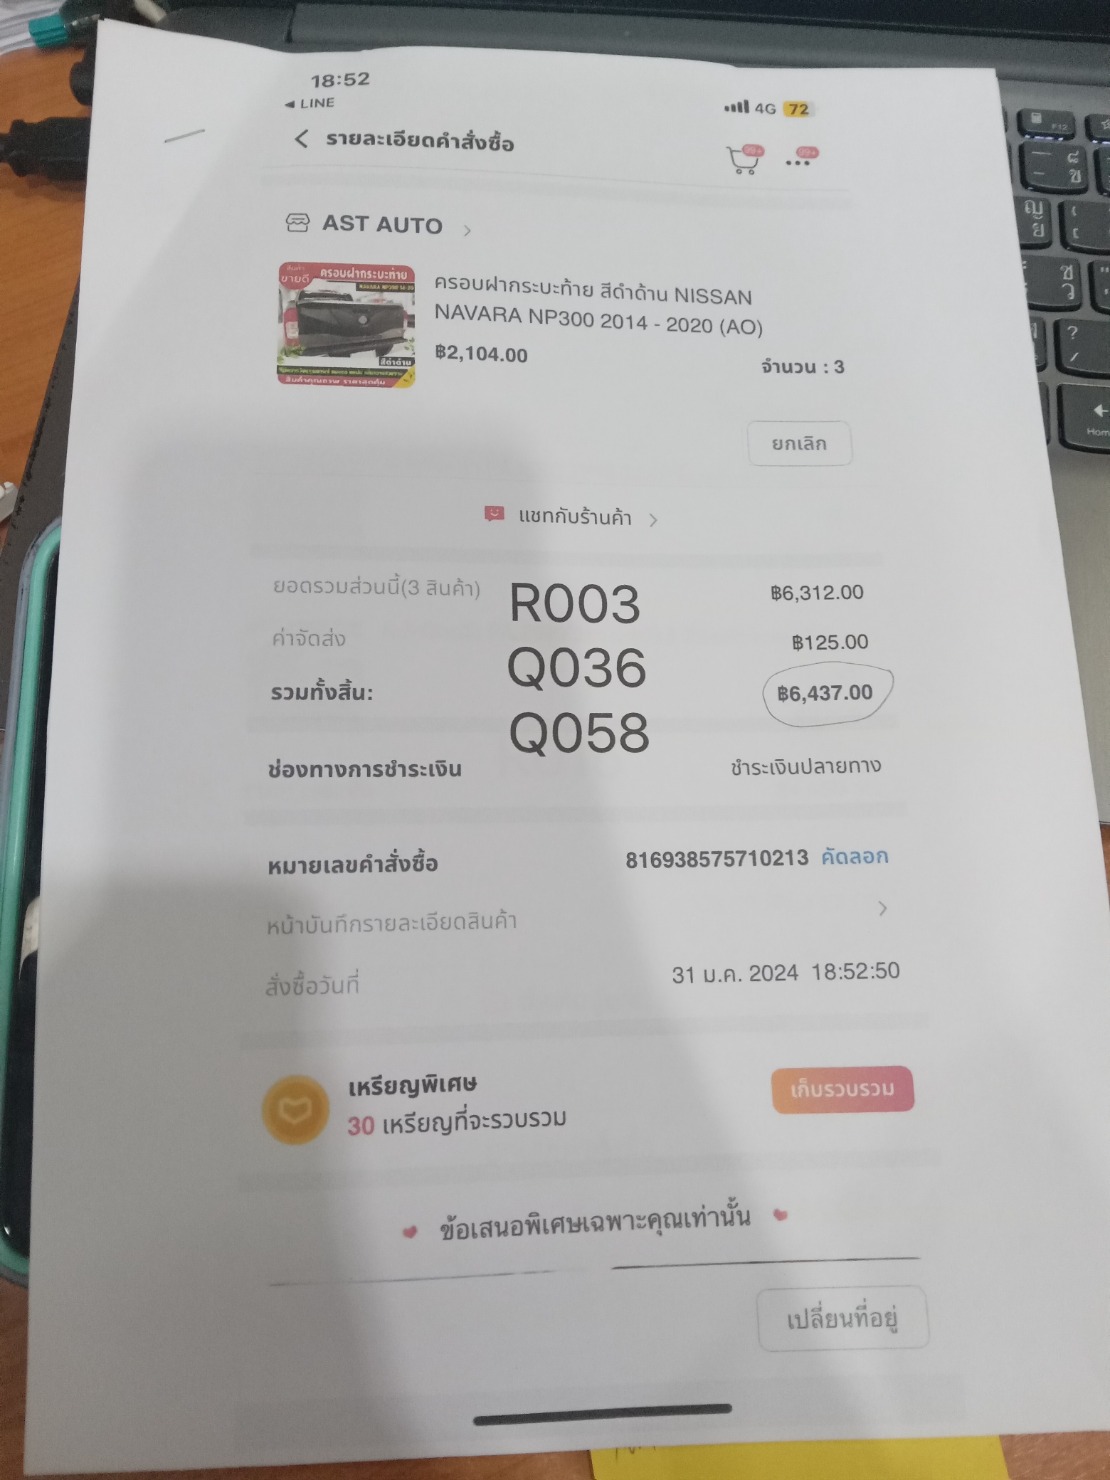 18:52
4G 72
◄ LINE
รายละเอียดคำสั่งซื้อ
99+ 99+
AST AUTO
ขายดี ครอบฝากระบะท้าย
สีดำด้าน
ครอบฝากระบะท้าย สีดำด้าน NISSAN
NAVARA NP300 2014 - 2020 (AO)
฿2,104.00
จำนวน : 3
ยกเลิก
แชทกับร้านค้า
ยอดรวมส่วนนี้(3 สินค้า) R003 ฿6,312.00
ค่าจัดส่ง Q036 ฿125.00
รวมทั้งสิ้น: ฿6,437.00
Q058
ช่องทางการชำระเงิน ชำระเงินปลายทาง
หมายเลขคำสั่งซื้อ 816938575710213 คัดลอก
หน้าบันทึกรายละเอียดสินค้า
สั่งซื้อวันที่ 31 ม.ค. 2024 18:52:50
เหรียญพิเศษ เก็บรวบรวม
30 เหรียญที่จะรวบรวม
ข้อเสนอพิเศษเฉพาะคุณเท่านั้น
เปลี่ยนที่อยู่
F12
Home